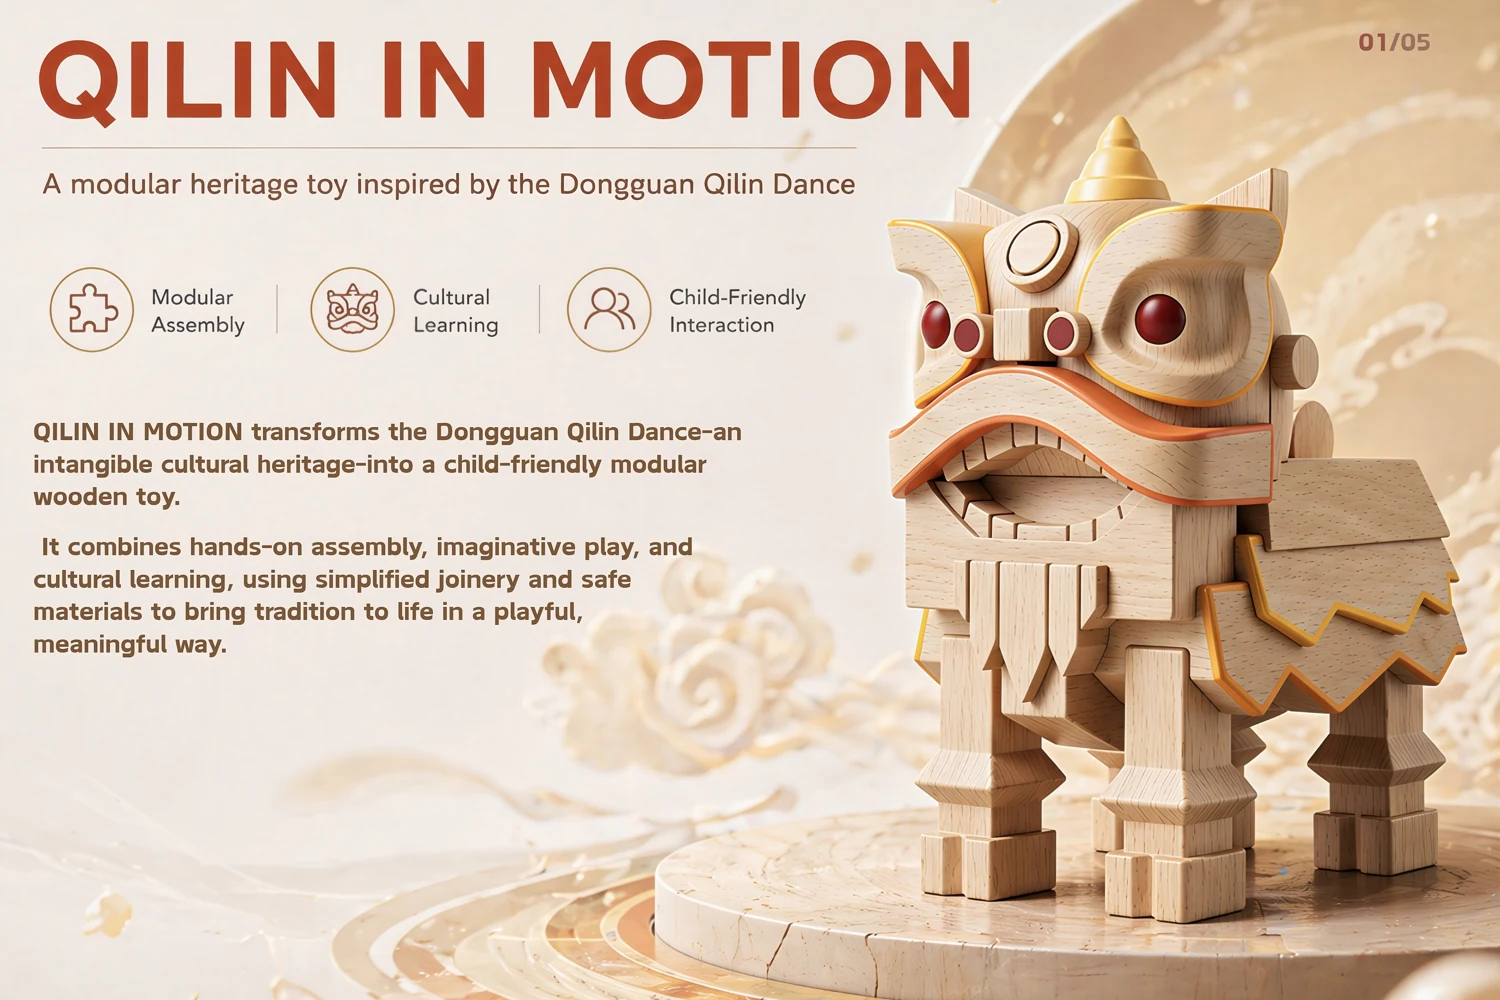 QILIN IN MOTION
01/05
A modular heritage toy inspired by the Dongguan Qilin Dance
Modular
Assembly
Cultural
Learning
Child-Friendly
Interaction
QILIN IN MOTION transforms the Dongguan Qilin Dance-an
intangible cultural heritage-into a child-friendly modular
wooden toy.
It combines hands-on assembly, imaginative play, and
cultural learning, using simplified joinery and safe
materials to bring tradition to life in a playful,
meaningful way.